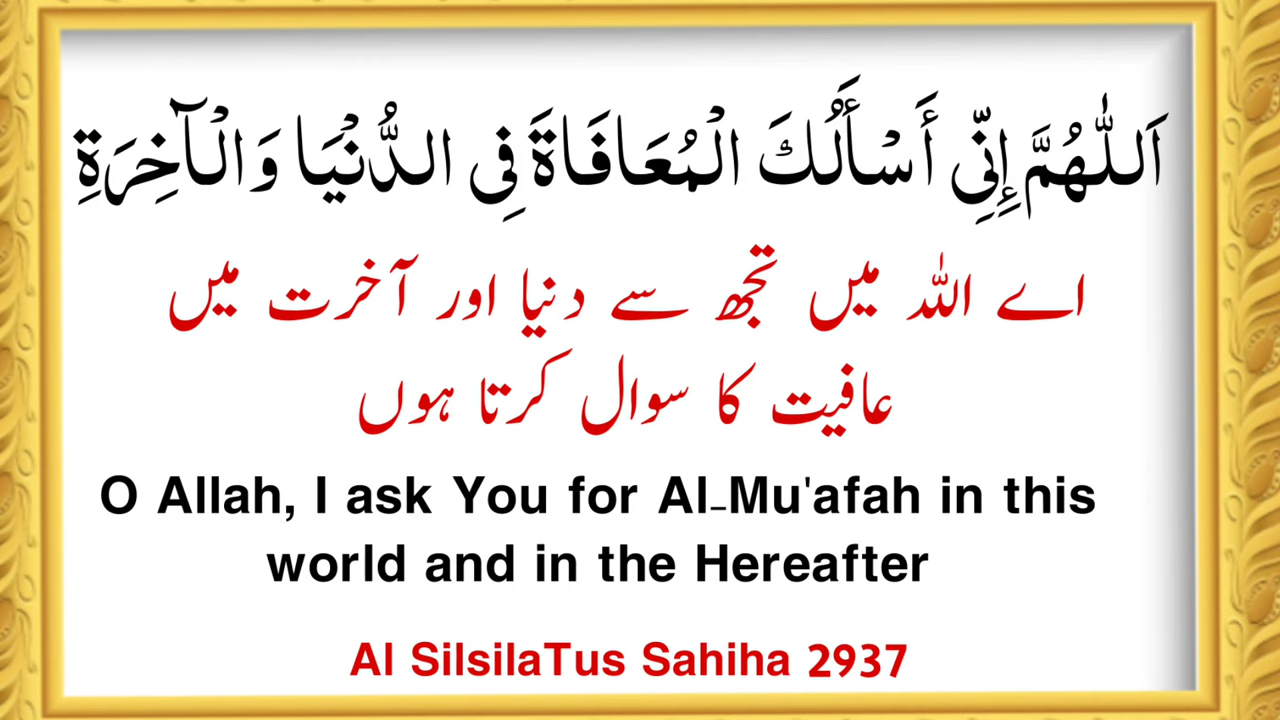 اَللّٰهُمَّ إِنِّي أَسْأَلُكَ الْمُعَافَاةَ فِي الدُّنْيَا وَالْآخِرَةِ
اے اللہ میں تجھ سے دنیا اور آخرت میں
عافیت کا سوال کرتا ہوں
O Allah, I ask You for Al-Mu'afah in this
world and in the Hereafter
Al SilsilaTus Sahiha 2937